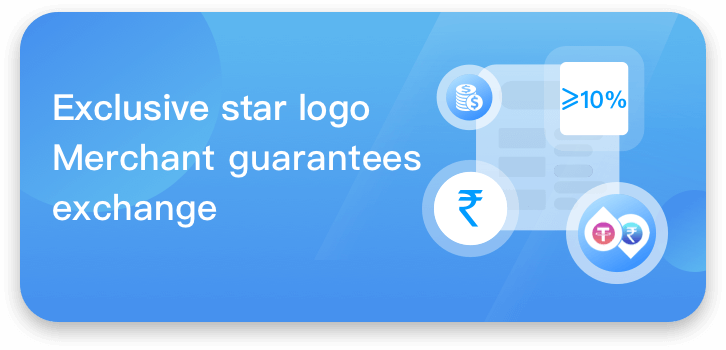 Exclusive star logo
Merchant guarantees
exchange
⩾10%
$
$
₹
T
₹